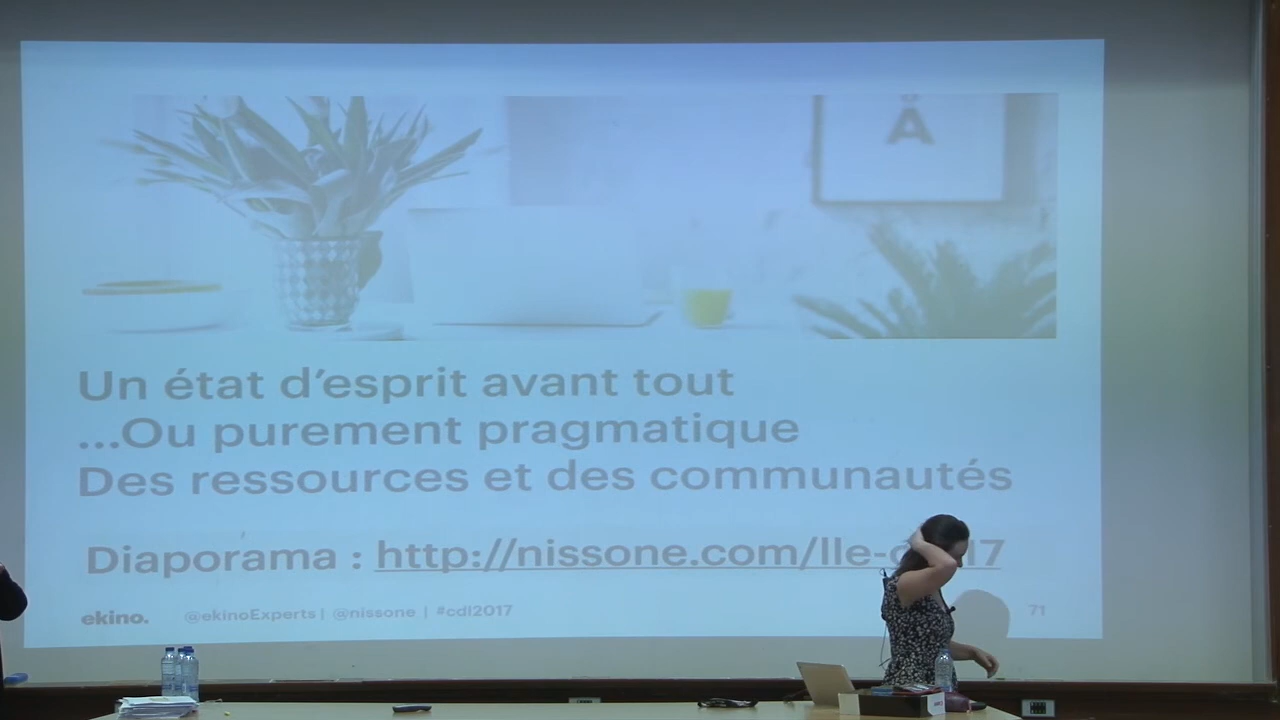 Å
Un état d’esprit avant tout
...Ou purement pragmatique
Des ressources et des communautés
Diaporama : http://nissone.com/lle-
ekino. @ekinoExperts | @nissone | #cdl2017 71